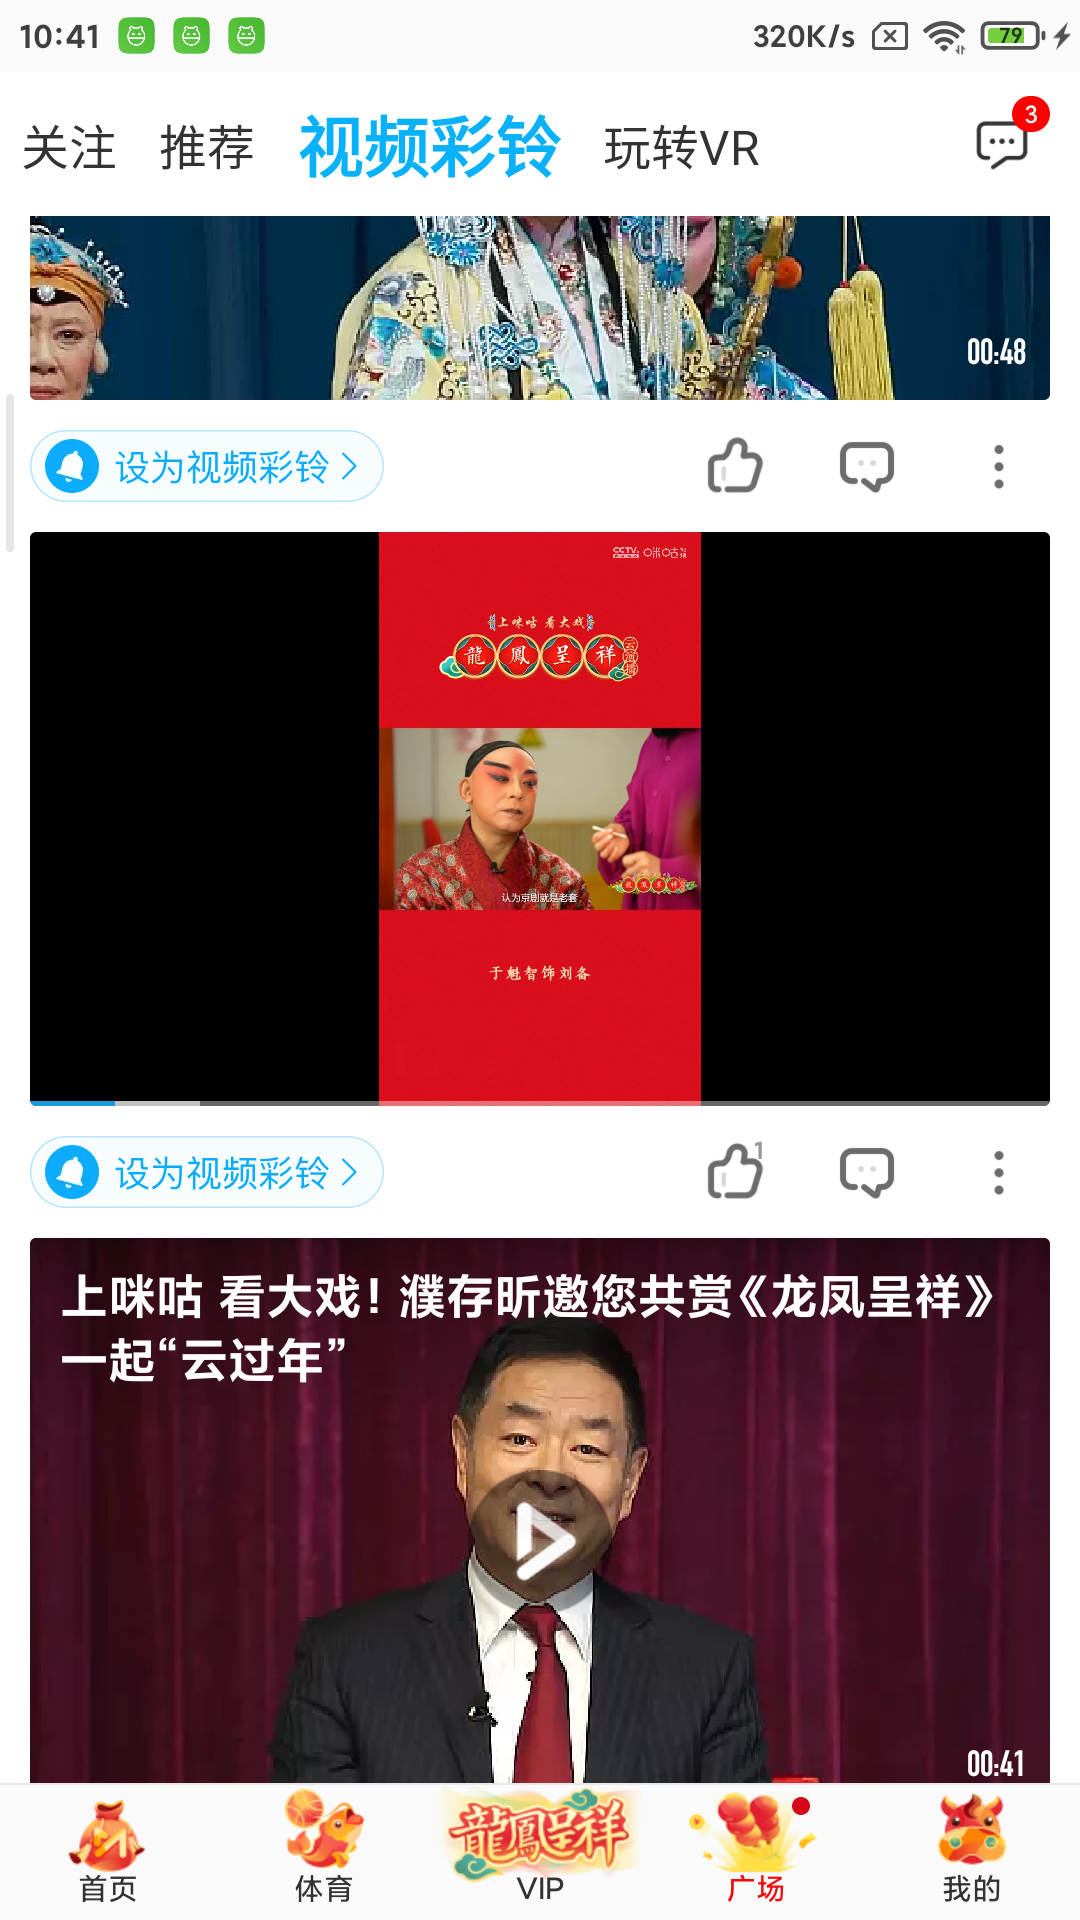 10:41
320K/s
79
关注 推荐 视频彩铃 玩转VR
3
00:48
设为视频彩铃
CCTV 咪咕
上咪咕 看大戏
龍鳳呈祥
认为京剧就是老套
于魁智饰刘备
设为视频彩铃
1
上咪咕 看大戏！濮存昕邀您共赏《龙凤呈祥》
一起“云过年”
00:41
龍鳳呈祥
首页 体育 VIP 广场 我的